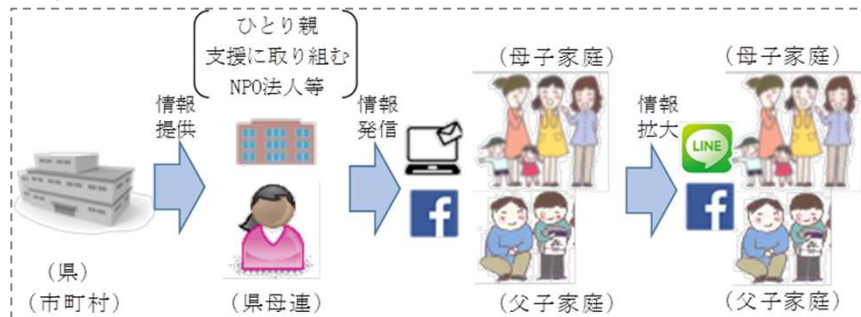 ひとり親
支援に取り組む
NPO法人等
情報
提供
(県)
(市町村)
(県母連)
情報
発信
(母子家庭)
(父子家庭)
情報
拡大
LINE
f
(母子家庭)
(父子家庭)